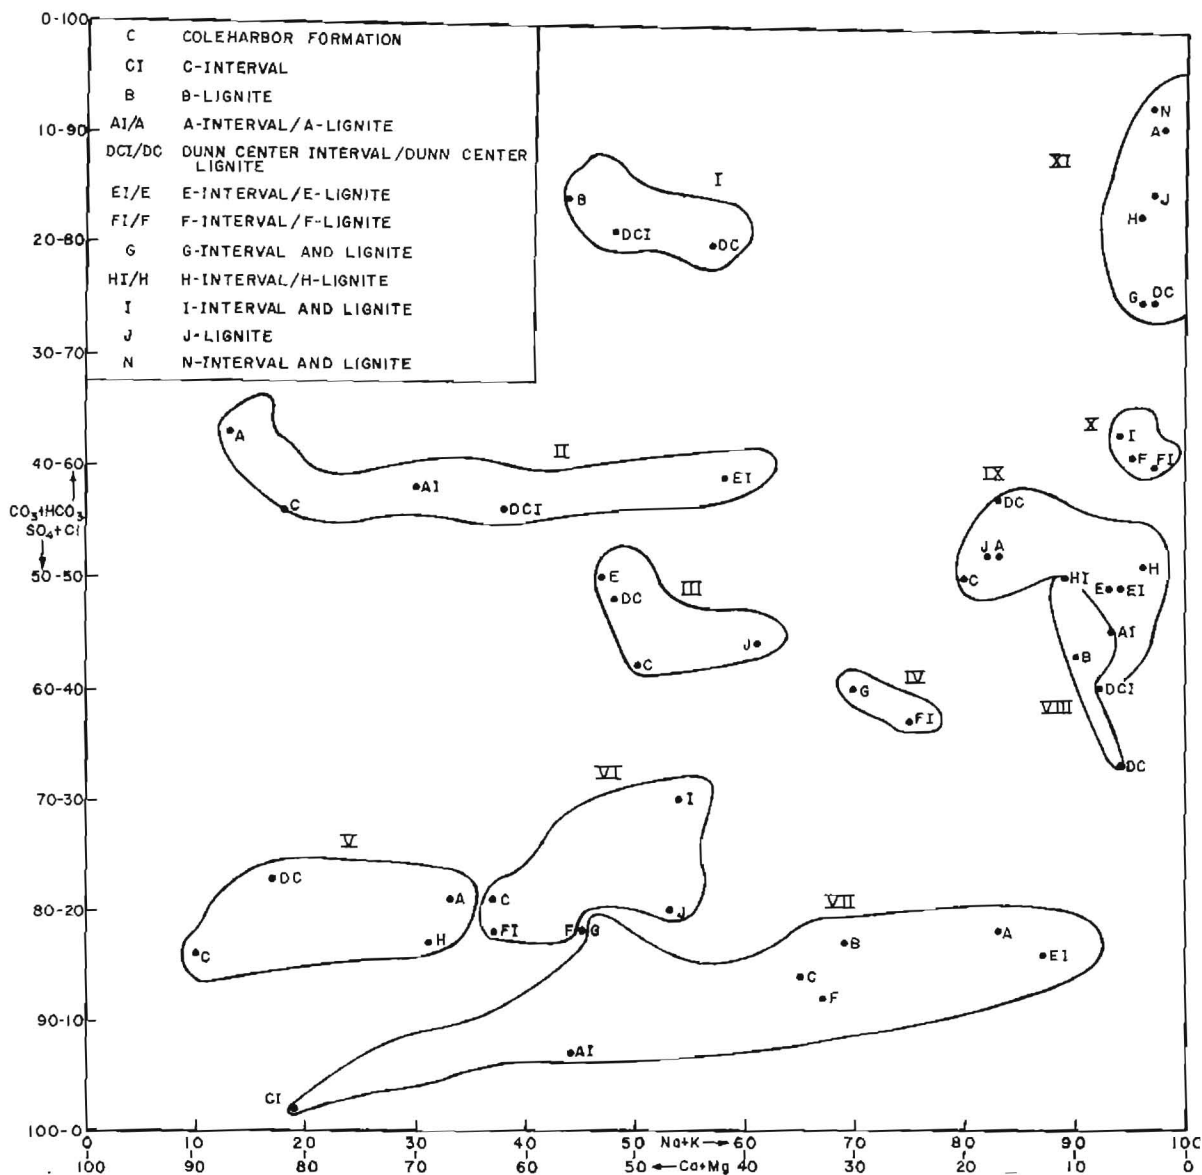 0-100
C COLEHARBOR FORMATION
CI C-INTERVAL
B B-LIGNITE
AI/A A-INTERVAL/A-LIGNITE
DCI/DC DUNN CENTER INTERVAL/DUNN CENTER
LIGNITE
EI/E E-INTERVAL/E-LIGNITE
FI/F F-INTERVAL/F-LIGNITE
G G-INTERVAL AND LIGNITE
HI/H H-INTERVAL/H-LIGNITE
I I-INTERVAL AND LIGNITE
J J-LIGNITE
N N-INTERVAL AND LIGNITE
10-90
20-80
30-70
40-60
CO₃+HCO₃
SO₄+Cl
50-50
60-40
70-30
80-20
90-10
100-0
I
B
DCI
DC
XI
N
A
J
H
G DC
II
A
AI
C
DCI
EI
X
I
F FI
IX
DC
J A
C
HI
H
E EI
AI
DCI
III
E
DC
C
J
IV
G
FI
VIII
B
DC
V
DC
A
H
C
VI
I
C
FI
F G
J
VII
B
A
EI
C
F
AI
CI
0 10 20 30 40 50 Na+K→60 70 80 90 100
100 90 80 70 60 50 ←Ca+Mg 40 30 20 10 0